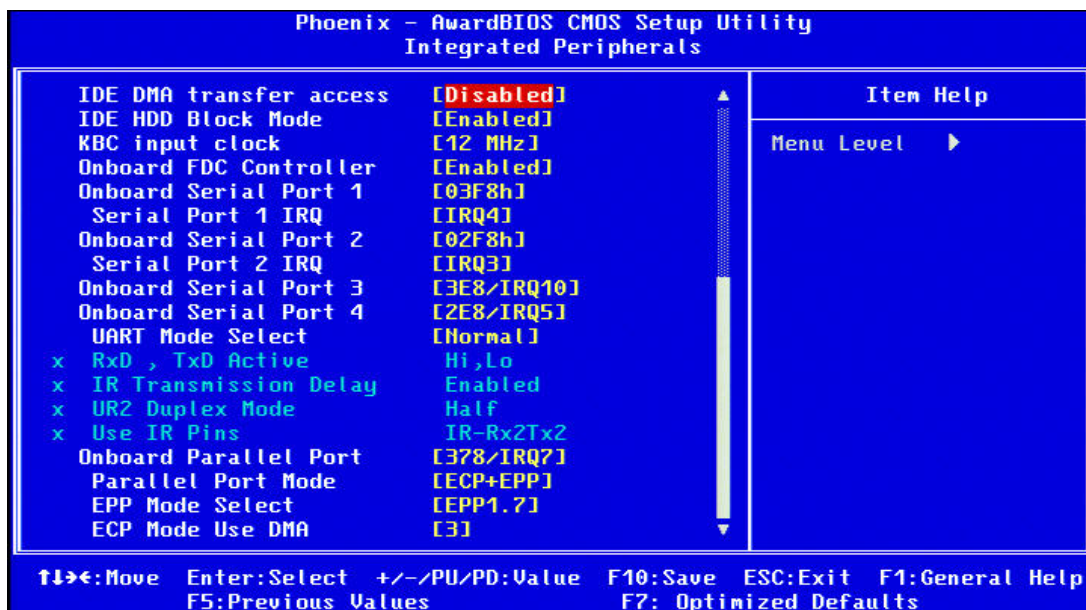 Phoenix - AwardBIOS CMOS Setup Utility
Integrated Peripherals
IDE DMA transfer access [Disabled]
IDE HDD Block Mode [Enabled]
KBC input clock [12 MHz]
Onboard FDC Controller [Enabled]
Onboard Serial Port 1 [03F8h]
Serial Port 1 IRQ [IRQ4]
Onboard Serial Port 2 [02F8h]
Serial Port 2 IRQ [IRQ3]
Onboard Serial Port 3 [3E8/IRQ10]
Onboard Serial Port 4 [2E8/IRQ5]
UART Mode Select [Normal]
x RxD , TxD Active Hi,Lo
x IR Transmission Delay Enabled
x UR2 Duplex Mode Half
x Use IR Pins IR-Rx2Tx2
Onboard Parallel Port [378/IRQ7]
Parallel Port Mode [ECP+EPP]
EPP Mode Select [EPP1.7]
ECP Mode Use DMA [3]
Item Help
Menu Level ▶
↑↓→←:Move Enter:Select +/-/PU/PD:Value F10:Save ESC:Exit F1:General Help
F5:Previous Values F7: Optimized Defaults